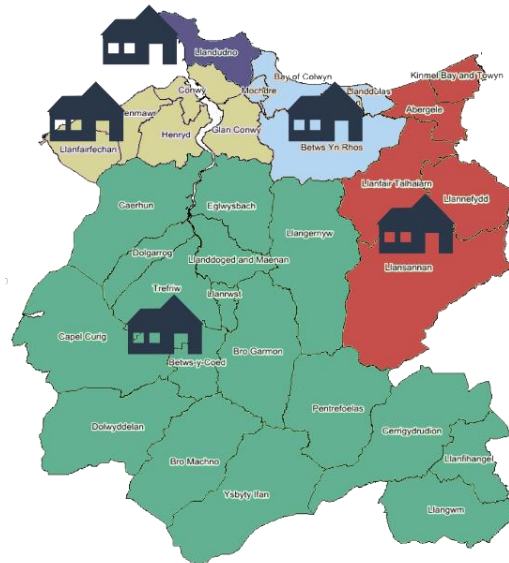 Llandudno
Kinmel Bay and Towyn
Bay of Colwyn
Conwy
Mochdre
Llanddulas
Abergele
Henryd
Glan Conwy
Betws Yn Rhos
Llanfairfechan
Llanfair Talhaiarn
Llannefydd
Caerhun
Eglwysbach
Llangernyw
Dolgarrog
Llanddoged and Maenan
Llansannan
Trefriw
Llanrwst
Capel Curig
Betws-y-Coed
Bro Garmon
Pentrefoelas
Dolwyddelan
Cerrigydrudion
Bro Machno
Llanfihangel
Ysbyty Ifan
Llangwm